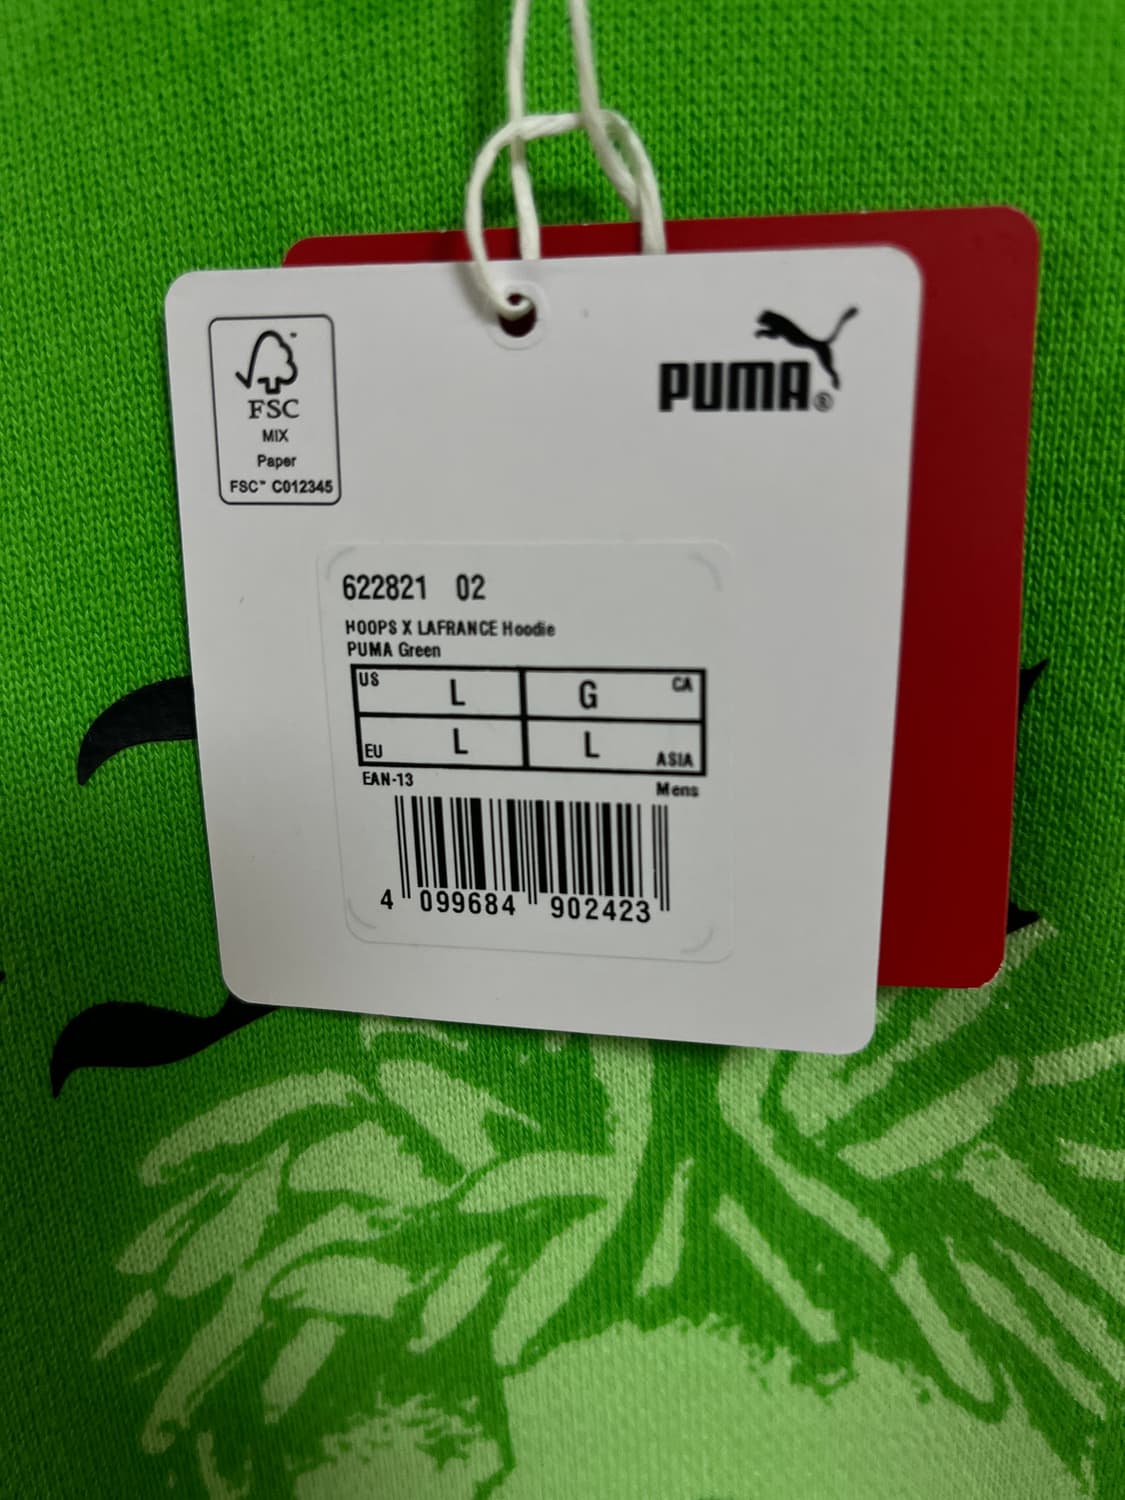 PUMA®
FSC™
MIX
Paper
FSC™ C012345
622821 02
HOOPS X LAFRANCE Hoodie
PUMA Green
US L G CA
EU L L ASIA
EAN-13 Mens
4 099684 902423